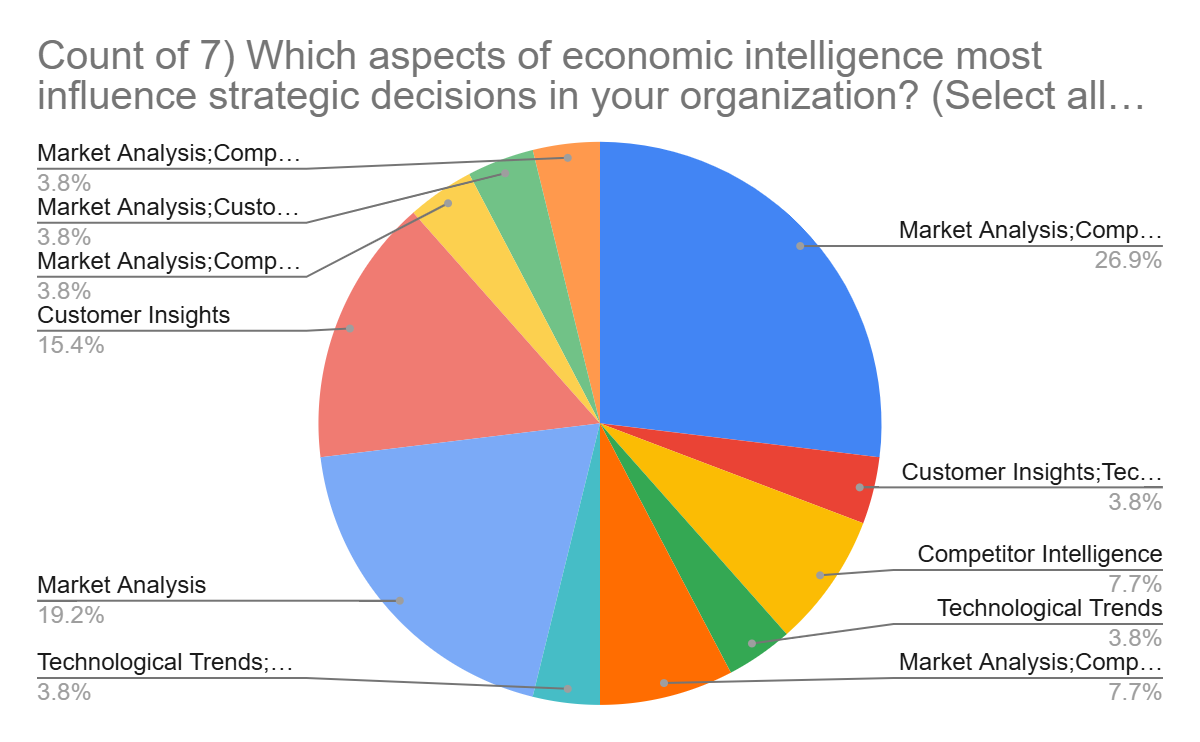 Count of 7) Which aspects of economic intelligence most
influence strategic decisions in your organization? (Select all…
Market Analysis;Comp…
3.8%
Market Analysis;Custo…
3.8%
Market Analysis;Comp…
3.8%
Customer Insights
15.4%
Market Analysis
19.2%
Technological Trends;…
3.8%
Market Analysis;Comp…
26.9%
Customer Insights;Tec…
3.8%
Competitor Intelligence
7.7%
Technological Trends
3.8%
Market Analysis;Comp…
7.7%